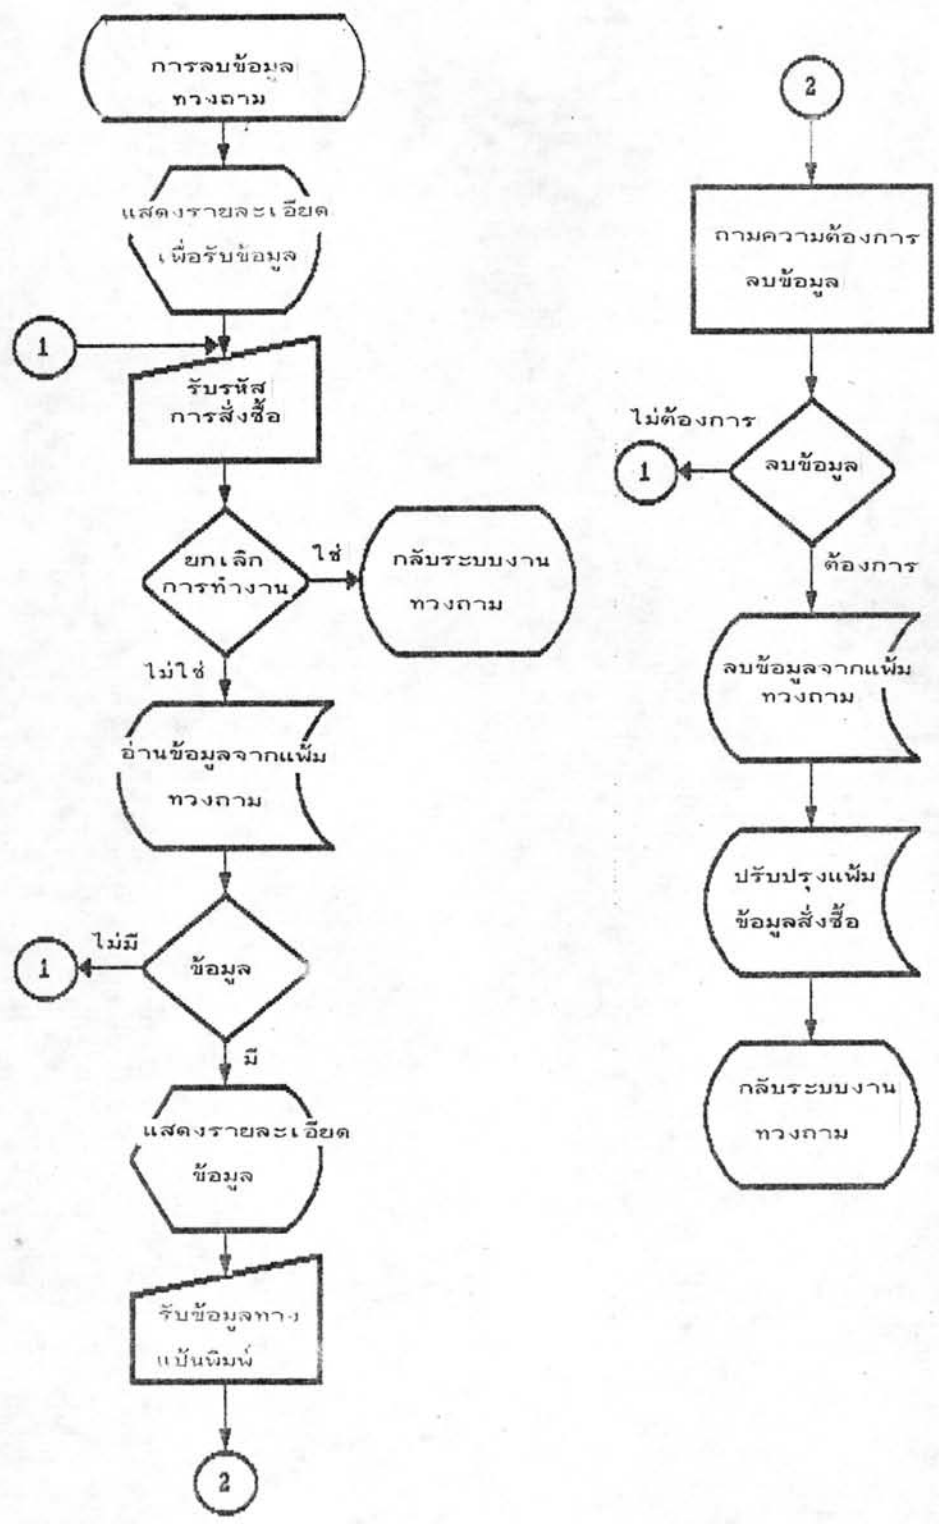 การลบข้อมูล
ทวงถาม
แสดงรายละเอียด
เพื่อรับข้อมูล
1
รับรหัส
การสั่งซื้อ
ยกเลิก
การทำงาน
ใช่
กลับระบบงาน
ทวงถาม
ไม่ใช่
อ่านข้อมูลจากแฟ้ม
ทวงถาม
ไม่มี
1
ข้อมูล
มี
แสดงรายละเอียด
ข้อมูล
รับข้อมูลทาง
แป้นพิมพ์
2
2
ถามความต้องการ
ลบข้อมูล
ไม่ต้องการ
1
ลบข้อมูล
ต้องการ
ลบข้อมูลจากแฟ้ม
ทวงถาม
ปรับปรุงแฟ้ม
ข้อมูลสั่งซื้อ
กลับระบบงาน
ทวงถาม